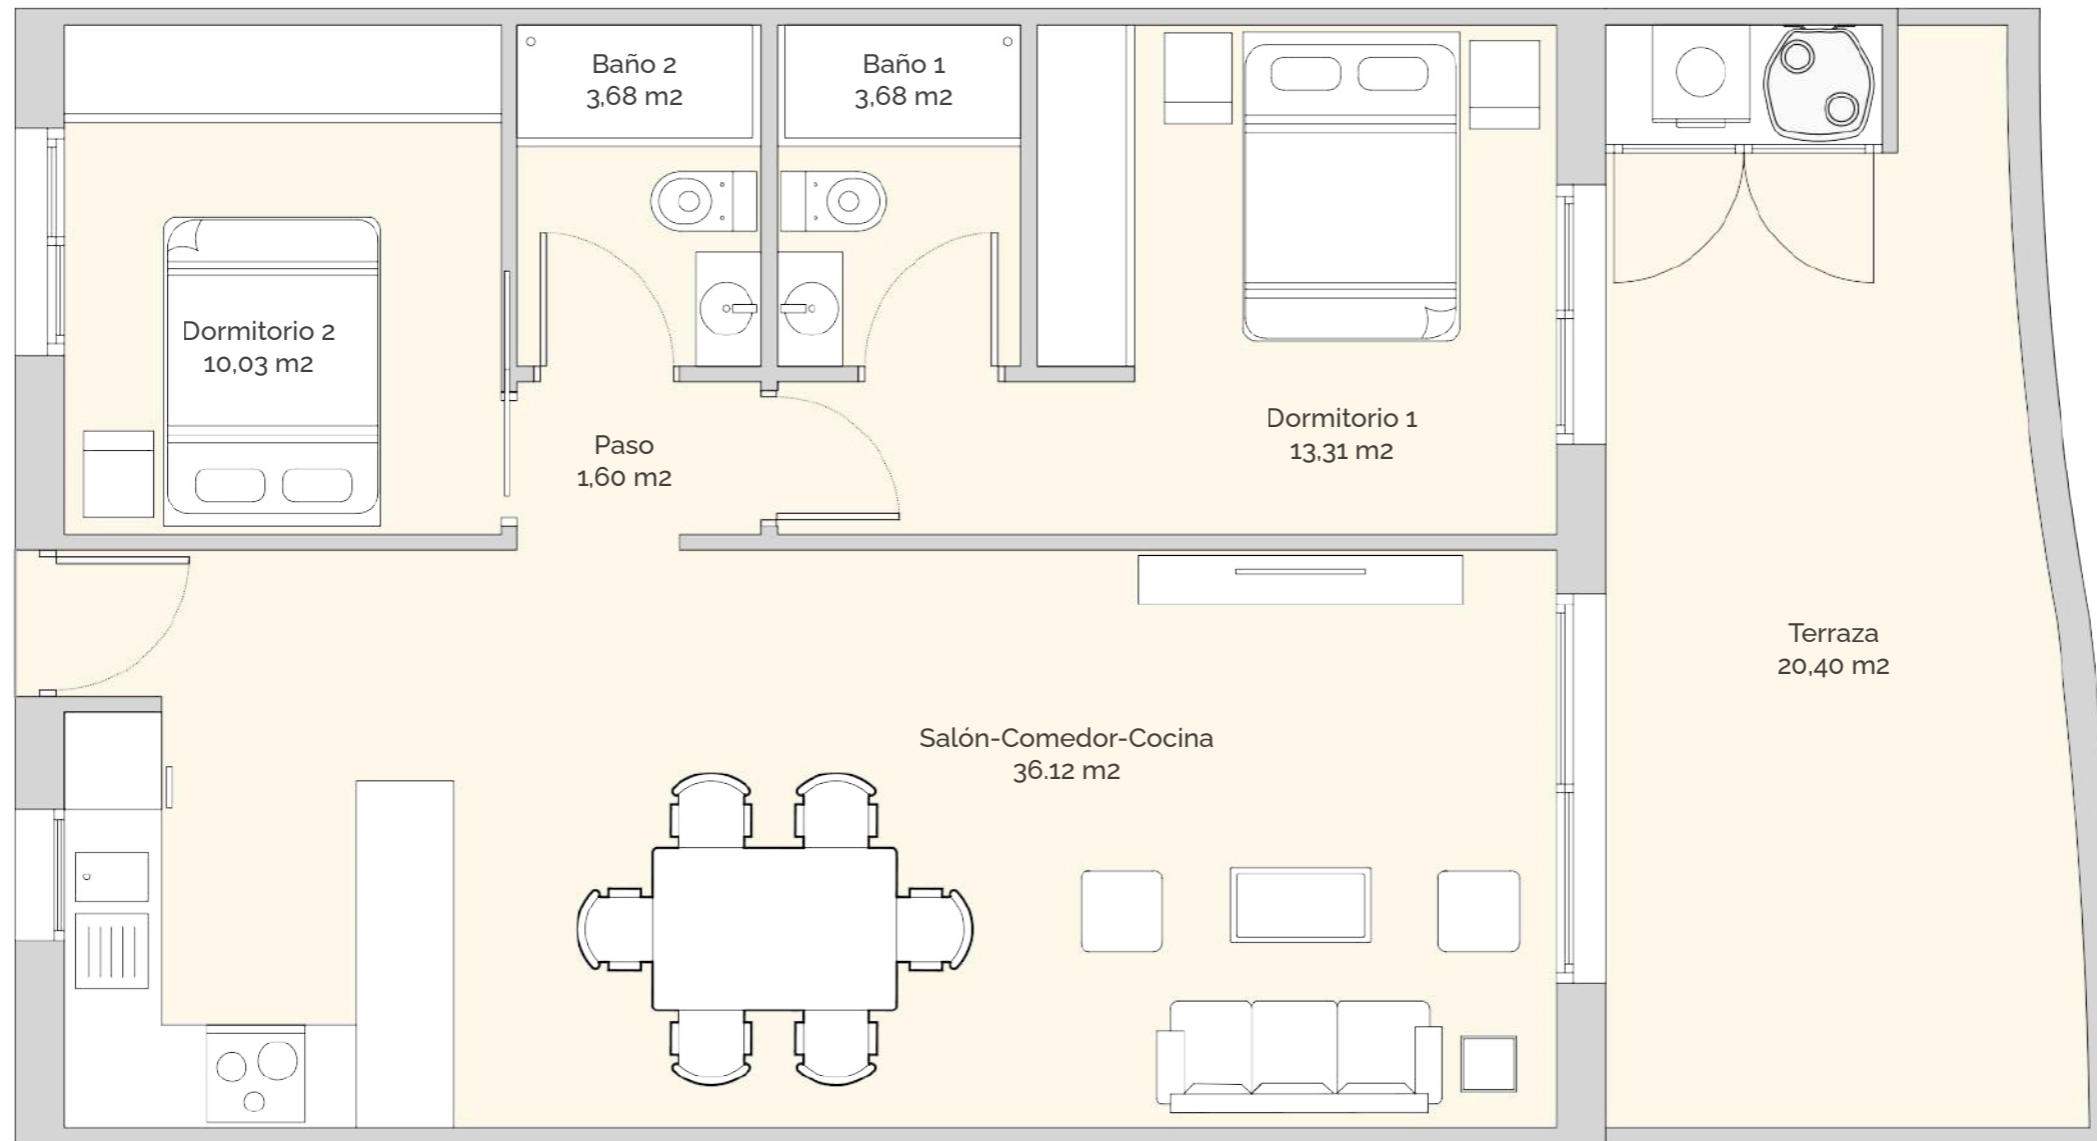 Baño 2
3,68 m2
Baño 1
3,68 m2
Dormitorio 2
10,03 m2
Paso
1,60 m2
Dormitorio 1
13,31 m2
Terraza
20,40 m2
Salón-Comedor-Cocina
36.12 m2